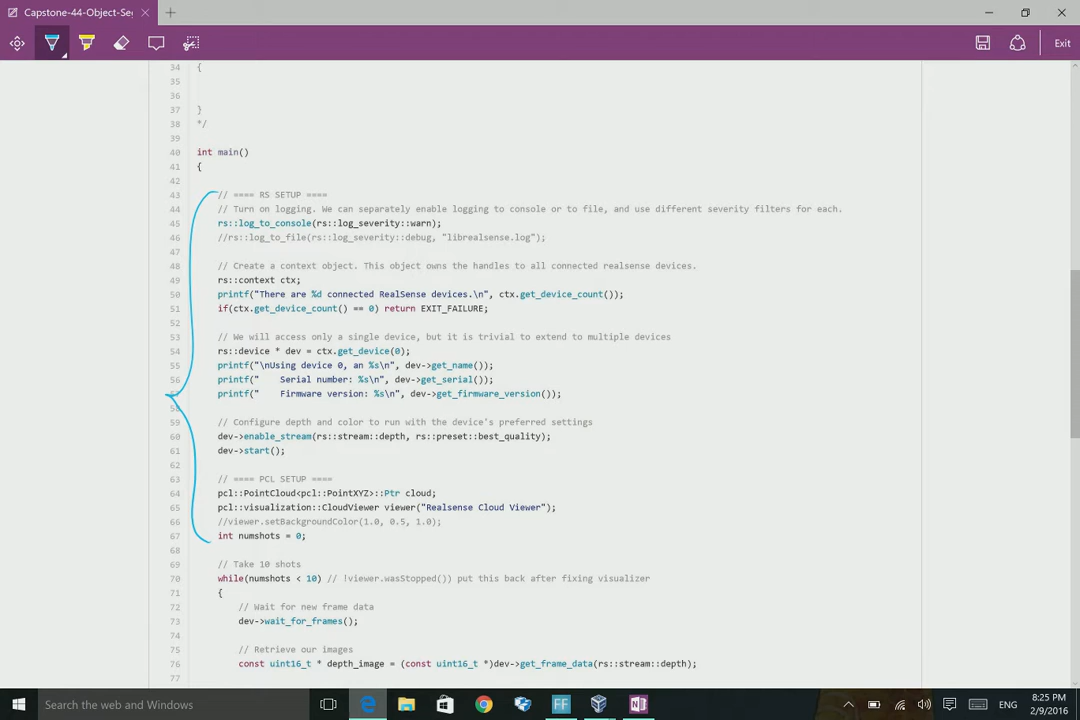 Capstone-44-Object-Seg
Exit
34 {
35
36
37 }
38 */
39
40 int main()
41 {
42
43 // ==== RS SETUP ====
44 // Turn on logging. We can separately enable logging to console or to file, and use different severity filters for each.
45 rs::log_to_console(rs::log_severity::warn);
46 //rs::log_to_file(rs::log_severity::debug, "librealsense.log");
47
48 // Create a context object. This object owns the handles to all connected realsense devices.
49 rs::context ctx;
50 printf("There are %d connected RealSense devices.\n", ctx.get_device_count());
51 if(ctx.get_device_count() == 0) return EXIT_FAILURE;
52
53 // We will access only a single device, but it is trivial to extend to multiple devices
54 rs::device * dev = ctx.get_device(0);
55 printf("\nUsing device 0, an %s\n", dev->get_name());
56 printf("    Serial number: %s\n", dev->get_serial());
57 printf("    Firmware version: %s\n", dev->get_firmware_version());
58
59 // Configure depth and color to run with the device's preferred settings
60 dev->enable_stream(rs::stream::depth, rs::preset::best_quality);
61 dev->start();
62
63 // ==== PCL SETUP ====
64 pcl::PointCloud<pcl::PointXYZ>::Ptr cloud;
65 pcl::visualization::CloudViewer viewer("Realsense Cloud Viewer");
66 //viewer.setBackgroundColor(1.0, 0.5, 1.0);
67 int numshots = 0;
68
69 // Take 10 shots
70 while(numshots < 10) // !viewer.wasStopped()) put this back after fixing visualizer
71 {
72 // Wait for new frame data
73 dev->wait_for_frames();
74
75 // Retrieve our images
76 const uint16_t * depth_image = (const uint16_t *)dev->get_frame_data(rs::stream::depth);
77
Search the web and Windows
FF
N
ENG
8:25 PM
2/9/2016